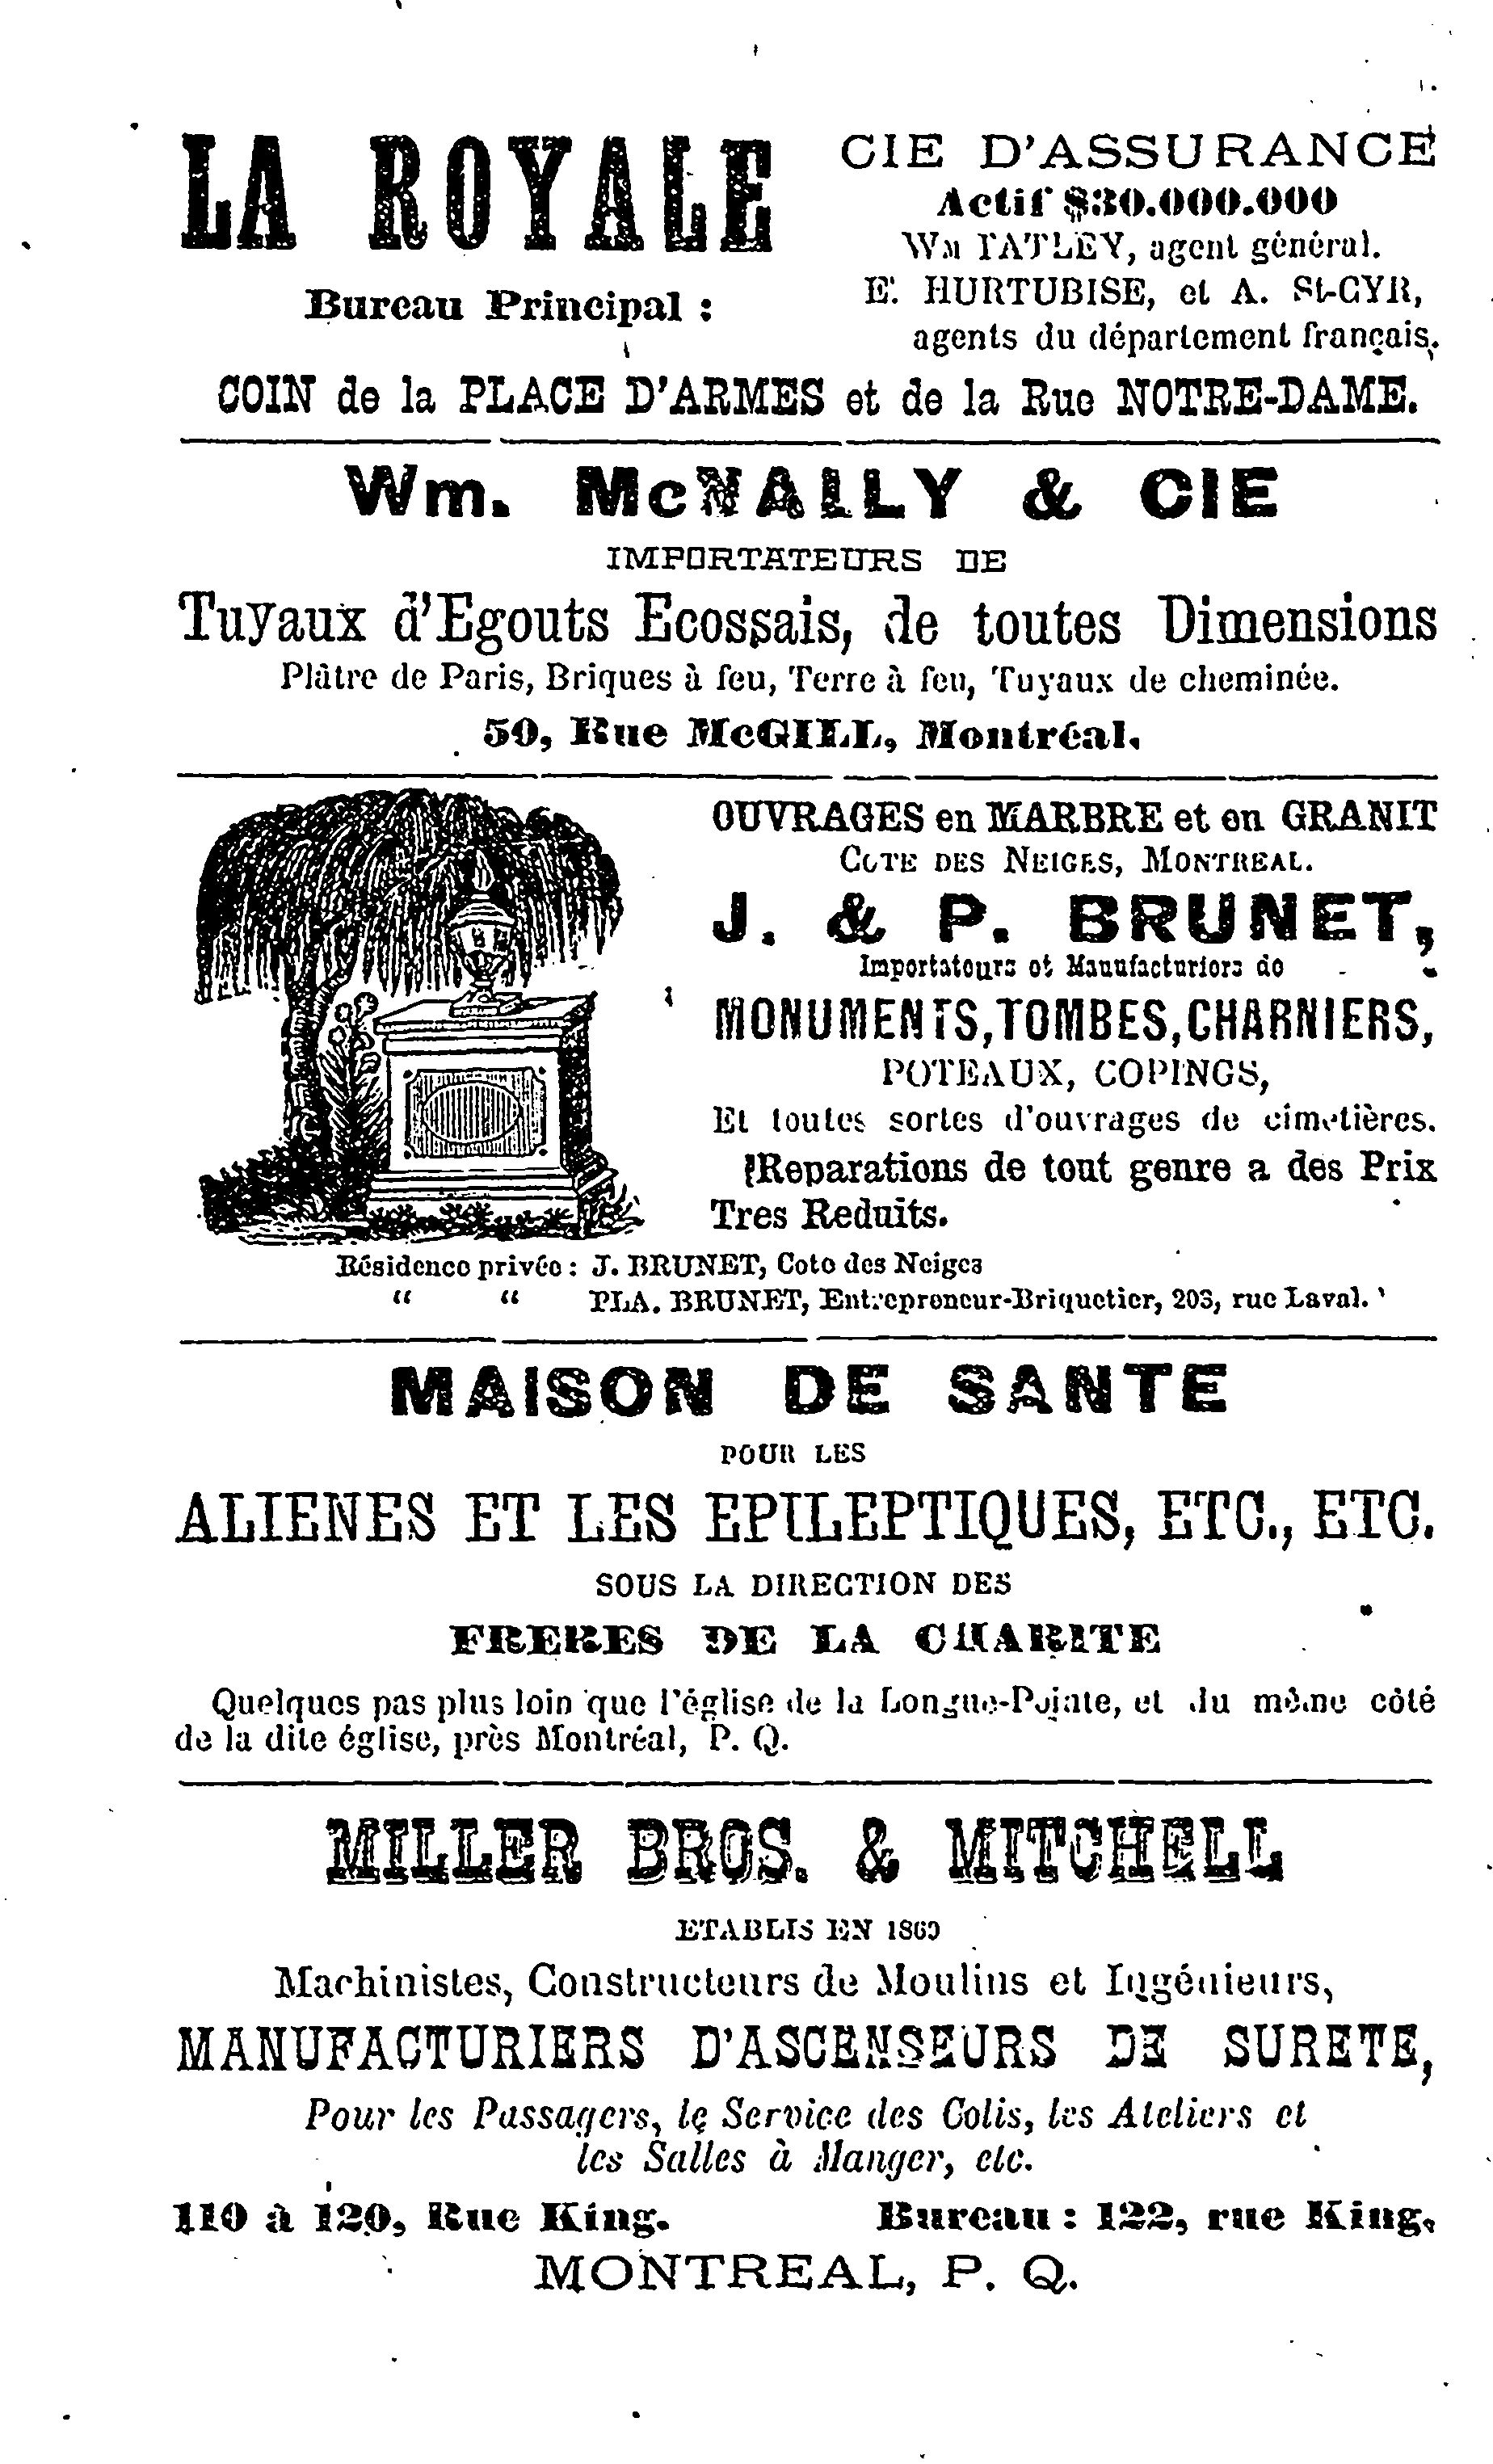 LA ROYALE
CIE D'ASSURANCE
Actif $30.000.000
Wm TATLEY, agent général.
Bureau Principal :
E. HURTUBISE, et A. St-CYR,
agents du département français.
COIN de la PLACE D'ARMES et de la Rue NOTRE-DAME.
Wm. McNALLY & CIE
IMPORTATEURS DE
Tuyaux d'Egouts Ecossais, de toutes Dimensions
Plâtre de Paris, Briques à feu, Terre à feu, Tuyaux de cheminée.
50, Rue McGILL, Montréal.
OUVRAGES en MARBRE et en GRANIT
COTE DES NEIGES, MONTREAL.
J. & P. BRUNET,
Importateurs et Manufacturiers de
MONUMENTS, TOMBES, CHARNIERS,
POTEAUX, COPINGS,
Et toutes sortes d'ouvrages de cimetières.
Reparations de tout genre a des Prix
Tres Reduits.
Résidence privée : J. BRUNET, Cote des Neiges
" " PLA. BRUNET, Entrepreneur-Briquetier, 203, rue Laval.
MAISON DE SANTE
POUR LES
ALIENES ET LES EPILEPTIQUES, ETC., ETC.
SOUS LA DIRECTION DES
FRERES DE LA CHARITE
Quelques pas plus loin que l'église de la Longue-Pointe, et du même côté
de la dite église, près Montréal, P. Q.
MILLER BROS. & MITCHELL
ETABLIS EN 1869
Machinistes, Constructeurs de Moulins et Ingénieurs,
MANUFACTURIERS D'ASCENSEURS DE SURETE,
Pour les Passagers, le Service des Colis, les Ateliers et
les Salles à Manger, etc.
110 à 120, Rue King. Bureau : 122, rue King.
MONTREAL, P. Q.